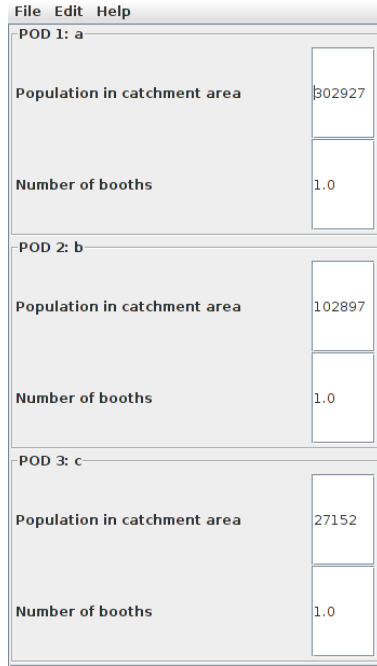 File Edit Help
POD 1: a
Population in catchment area 302927
Number of booths 1.0
POD 2: b
Population in catchment area 102897
Number of booths 1.0
POD 3: c
Population in catchment area 27152
Number of booths 1.0